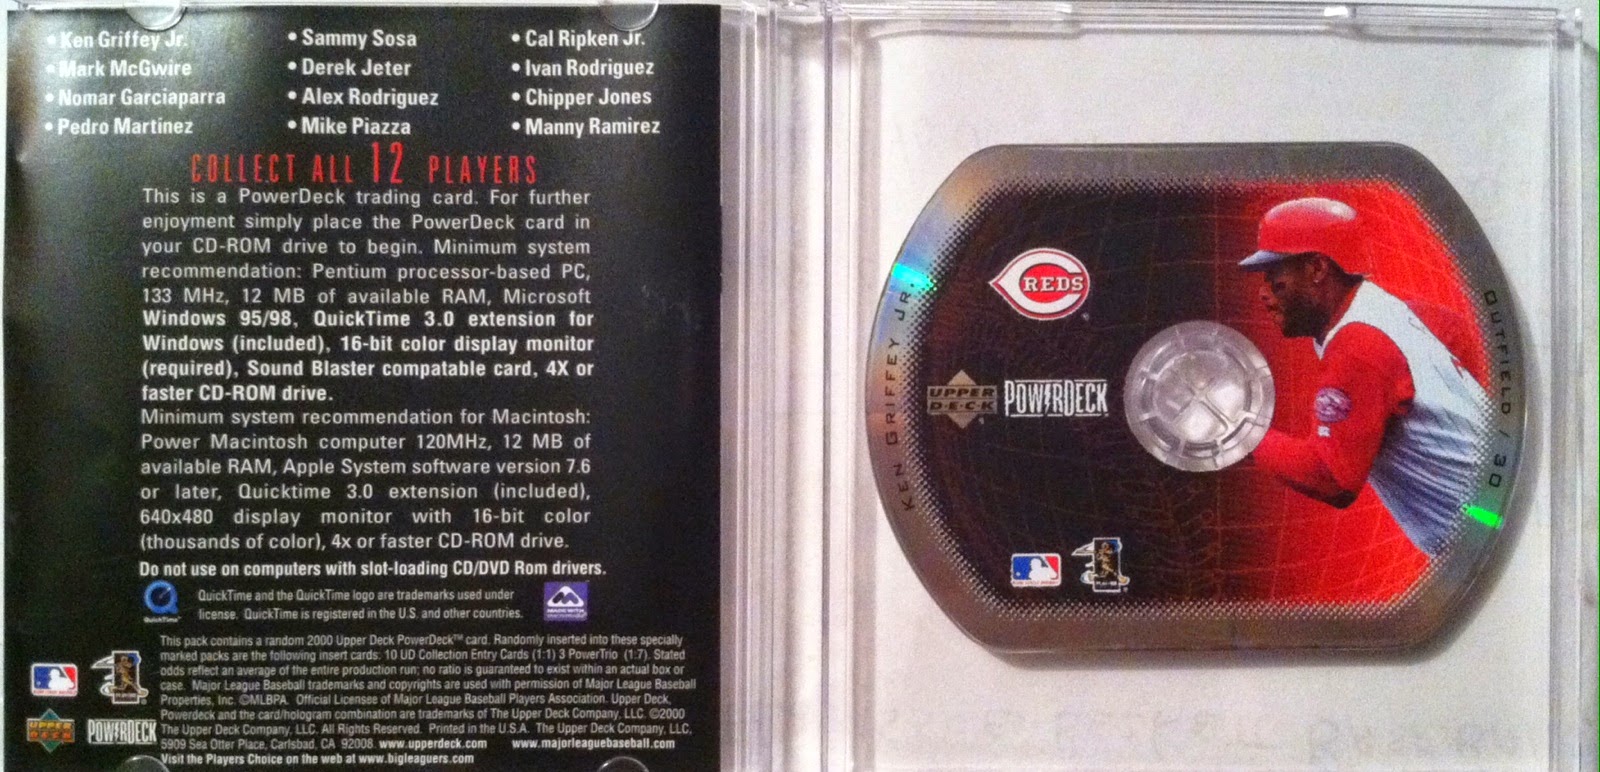 • Ken Griffey Jr.
• Mark McGwire
• Nomar Garciaparra
• Pedro Martinez
• Sammy Sosa
• Derek Jeter
• Alex Rodriguez
• Mike Piazza
• Cal Ripken Jr.
• Ivan Rodriguez
• Chipper Jones
• Manny Ramirez
COLLECT ALL 12 PLAYERS
This is a PowerDeck trading card. For further
enjoyment simply place the PowerDeck card in
your CD-ROM drive to begin. Minimum system
recommendation: Pentium processor-based PC,
133 MHz, 12 MB of available RAM, Microsoft
Windows 95/98, QuickTime 3.0 extension for
Windows (included), 16-bit color display monitor
(required), Sound Blaster compatable card, 4X or
faster CD-ROM drive.
Minimum system recommendation for Macintosh:
Power Macintosh computer 120MHz, 12 MB of
available RAM, Apple System software version 7.6
or later, Quicktime 3.0 extension (included),
640x480 display monitor with 16-bit color
(thousands of color), 4x or faster CD-ROM drive.
Do not use on computers with slot-loading CD/DVD Rom drivers.
QuickTime
QuickTime and the QuickTime logo are trademarks used under
license. QuickTime is registered in the U.S. and other countries.
MADE WITH
This pack contains a random 2000 Upper Deck PowerDeck™ card. Randomly inserted into these specially
marked packs are the following insert cards: 10 UD Collection Entry Cards (1:1) 3 PowerTrio (1:7). Stated
odds reflect an average of the entire production run; no ratio is guaranteed to exist within an actual box or
case. Major League Baseball trademarks and copyrights are used with permission of Major League Baseball
Properties, Inc. ©MLBPA. Official Licensee of Major League Baseball Players Association. Upper Deck,
Powerdeck and the card/hologram combination are trademarks of The Upper Deck Company, LLC. ©2000
The Upper Deck Company, LLC. All Rights Reserved. Printed in the U.S.A. The Upper Deck Company, LLC,
5909 Sea Otter Place, Carlsbad, CA 92008. www.upperdeck.com www.majorleaguebaseball.com
Visit the Players Choice on the web at www.bigleaguers.com
UPPER
DECK
POWERDECK
REDS
KEN GRIFFEY JR.
UPPER
DECK
POWERDECK
OUTFIELD / 30